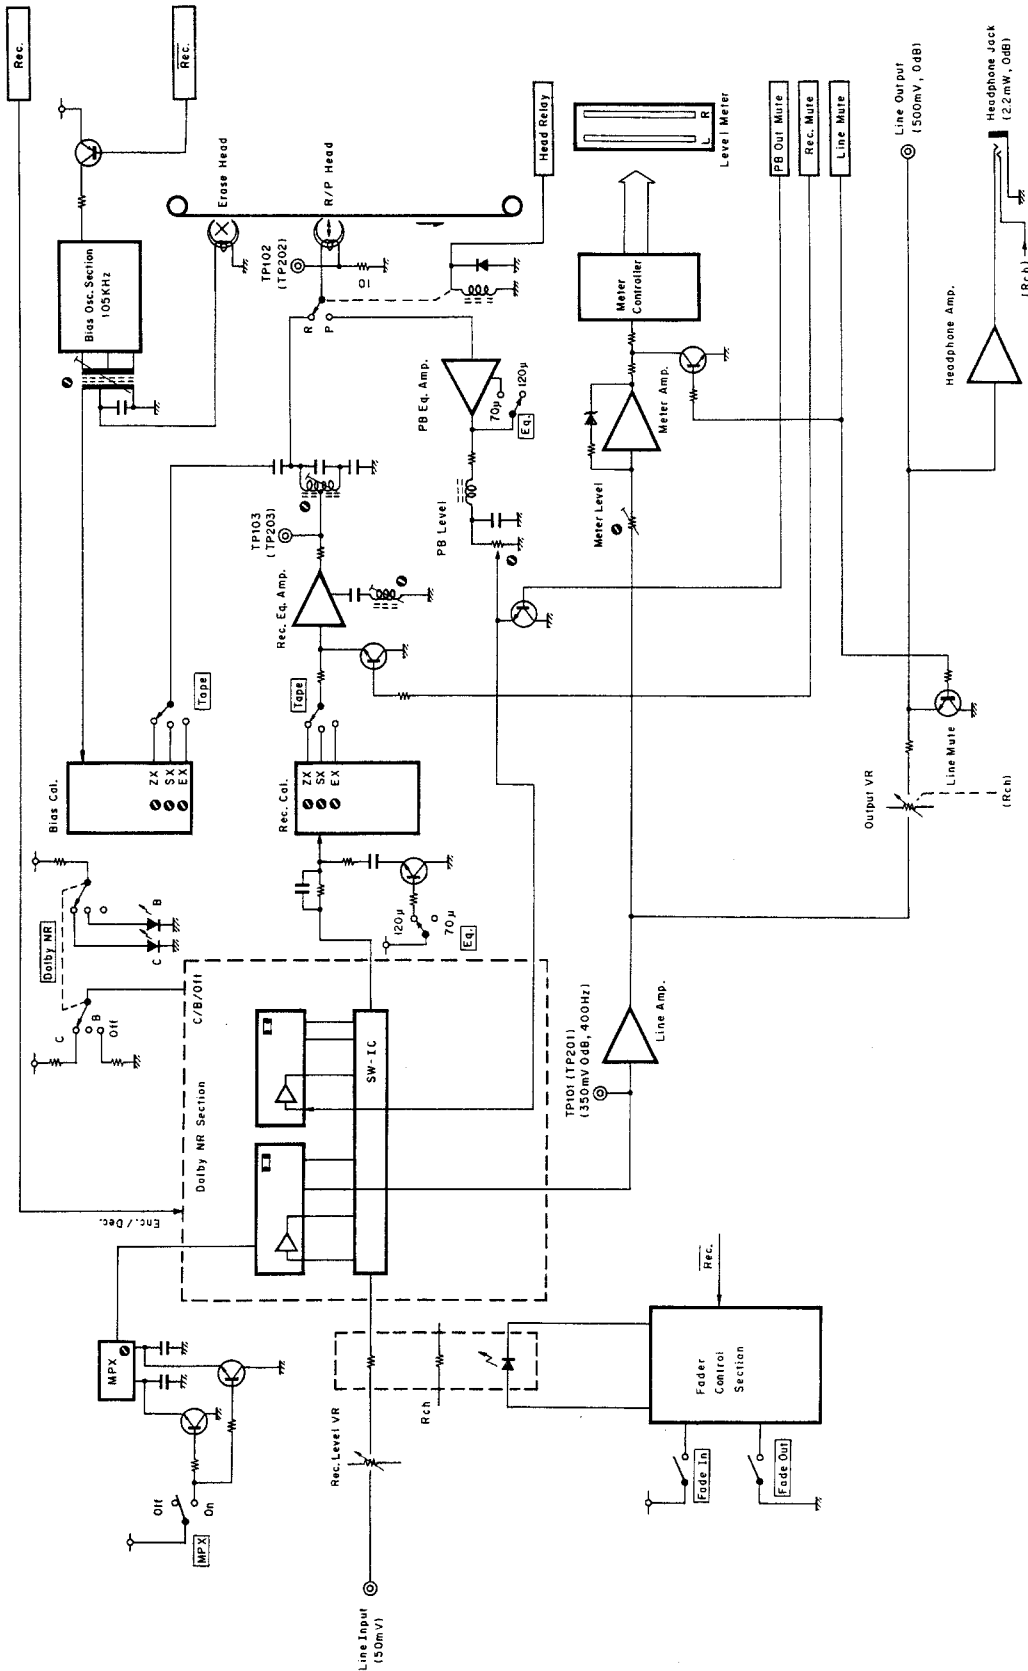 Rec.
Rec.
Bias Osc. Section
105KHz
Erase Head
R/P Head
TP102
(TP202)
10
R
P
Head Relay
Bias Cal.
ZX
SX
EX
Tape
TP103
(TP203)
Rec. Eq. Amp.
Rec. Cal.
ZX
SX
EX
Tape
PB Eq. Amp.
70μ
120μ
Eq.
PB Level
Level Meter
L
R
Meter
Controller
Meter Amp.
Meter Level
PB Out Mute
Rec. Mute
Line Mute
Line Output
(500mV, 0dB)
Headphone Jack
(2.2mW, 0dB)
(Rch)
Headphone Amp.
Line Mute
Output VR
(Rch)
Dolby NR
C
B
C
B
Off
C/B/Off
Enc./Dec.
Dolby NR Section
SW-IC
120μ
70μ
Eq.
TP101 (TP201)
(350mV 0dB, 400Hz)
Line Amp.
MPX
Off
On
MPX
Rec. Level VR
Rch
Line Input
(50mV)
Rec.
Fader
Control
Section
Fade In
Fade Out